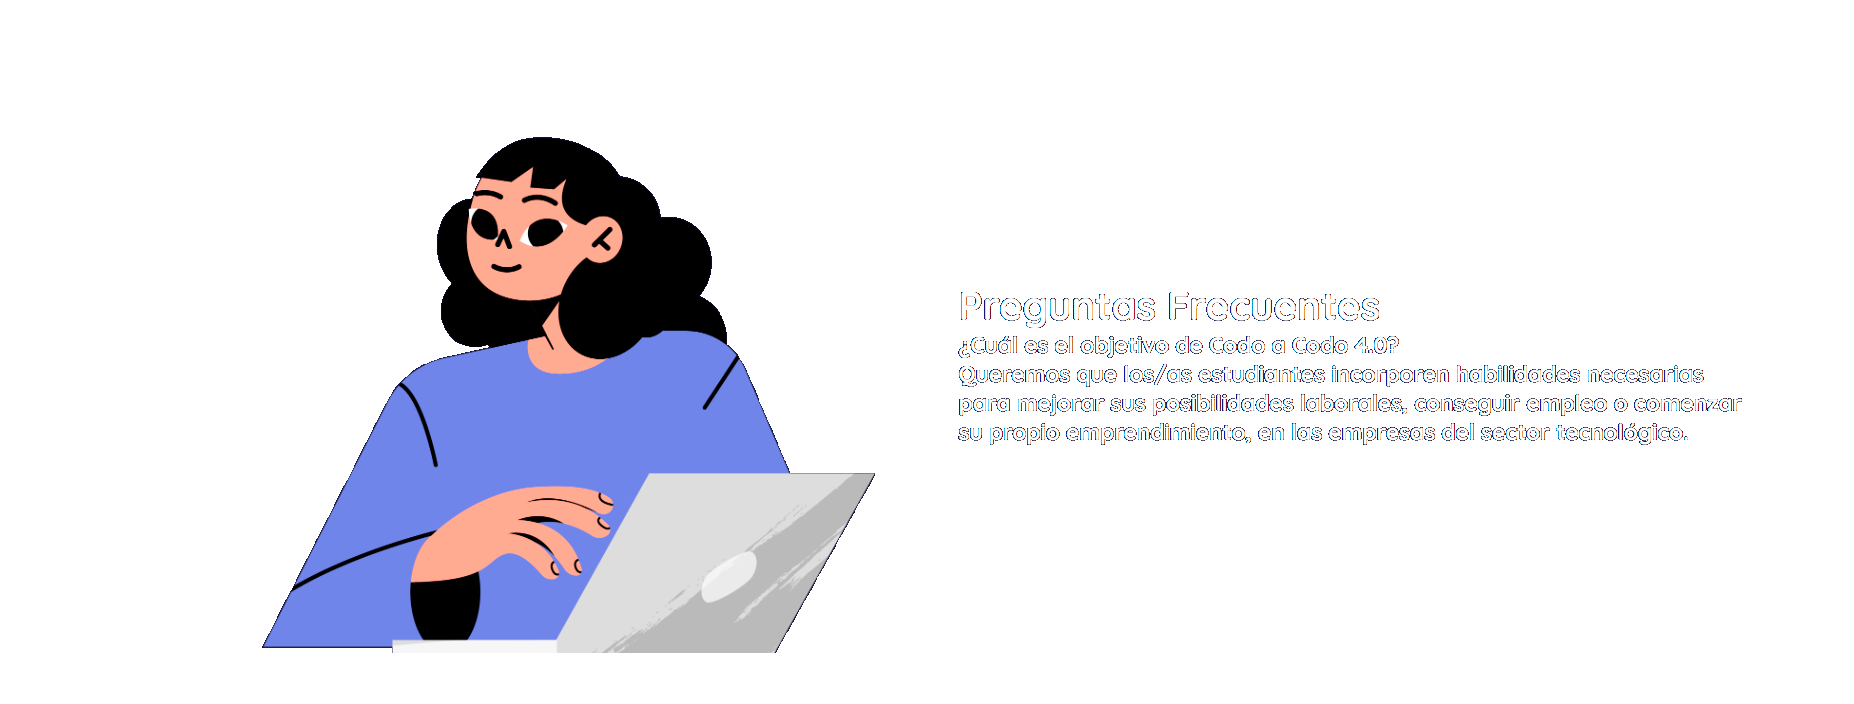 Preguntas Frecuentes
¿Cuál es el objetivo de Codo a Codo 4.0?
Queremos que los/as estudiantes incorporen habilidades necesarias
para mejorar sus posibilidades laborales, conseguir empleo o comenzar
su propio emprendimiento, en las empresas del sector tecnológico.